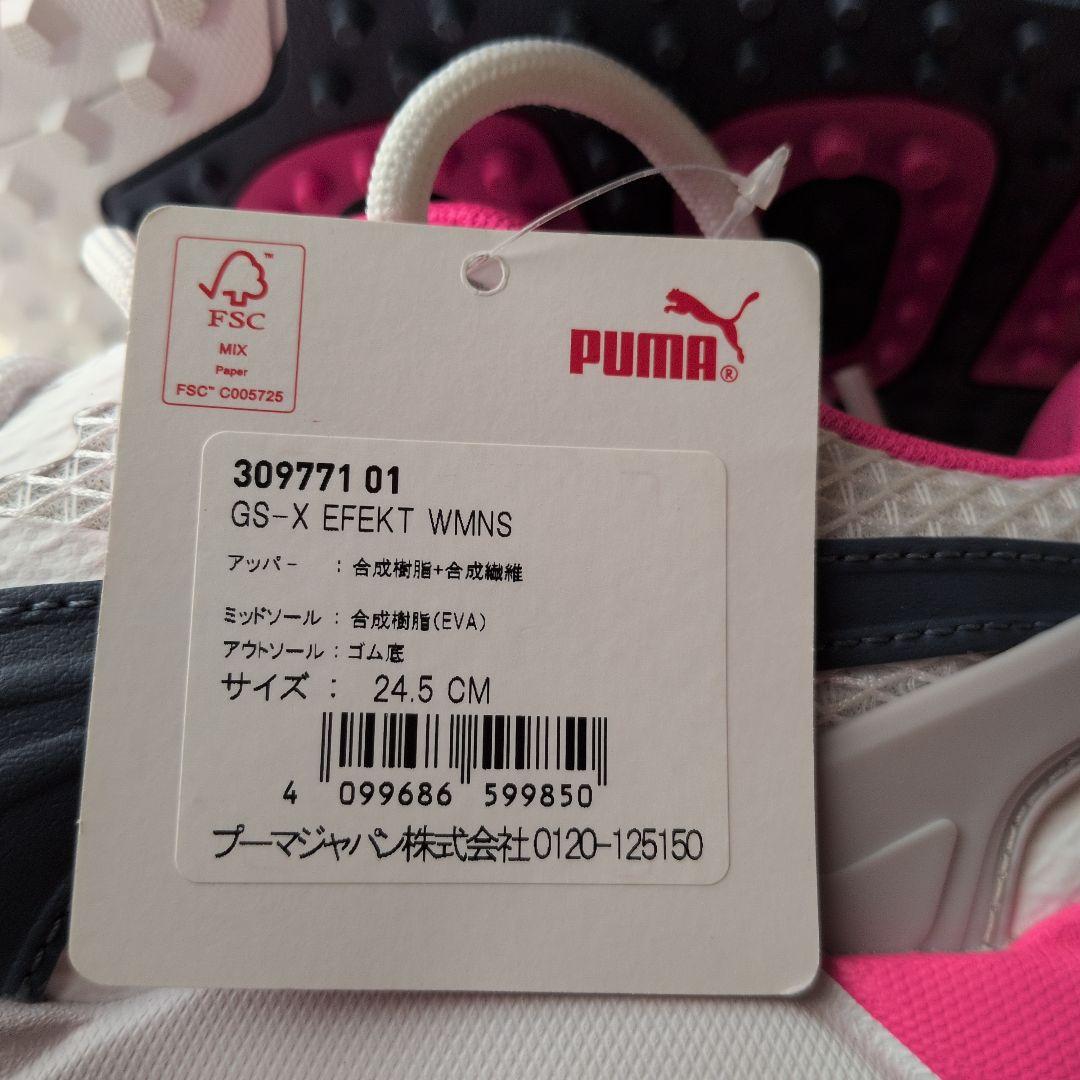 FSC™
MIX
Paper
FSC™ C005725
PUMA®
309771 01
GS-X EFEKT WMNS
アッパー : 合成樹脂+合成繊維
ミッドソール : 合成樹脂(EVA)
アウトソール : ゴム底
サイズ : 24.5 CM
4 099686 599850
プーマジャパン株式会社0120-125150